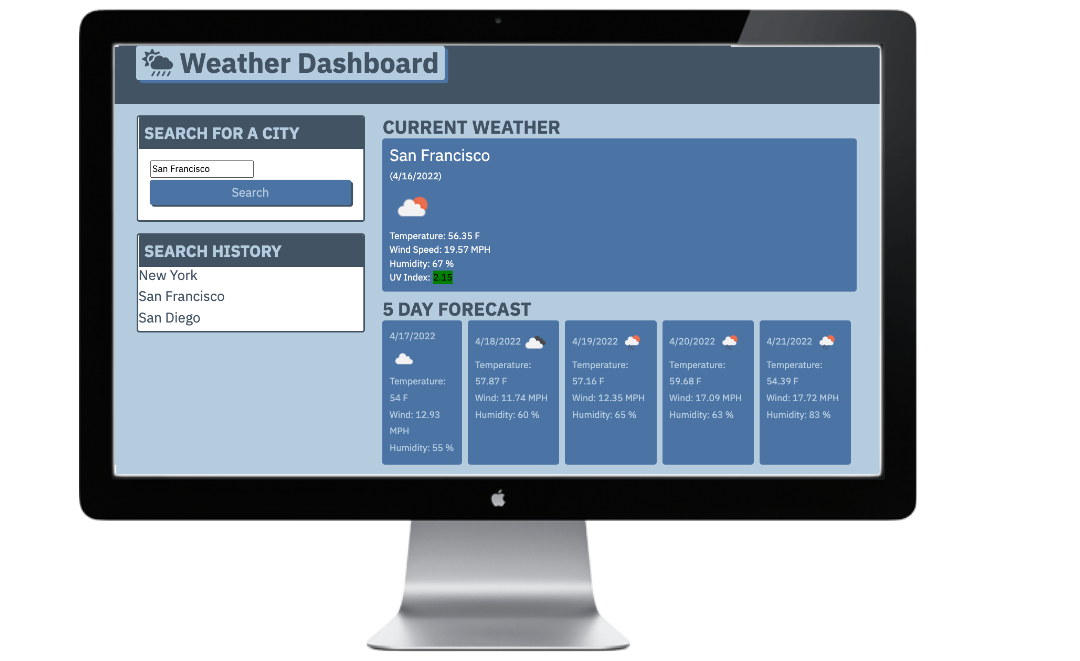 Weather Dashboard
SEARCH FOR A CITY
San Francisco
Search
SEARCH HISTORY
New York
San Francisco
San Diego
CURRENT WEATHER
San Francisco
(4/16/2022)
Temperature: 56.35 F
Wind Speed: 19.57 MPH
Humidity: 67 %
UV Index: 2.15
5 DAY FORECAST
4/17/2022
Temperature:
54 F
Wind: 12.93
MPH
Humidity: 55 %
4/18/2022
Temperature:
57.87 F
Wind: 11.74 MPH
Humidity: 60 %
4/19/2022
Temperature:
57.16 F
Wind: 12.35 MPH
Humidity: 65 %
4/20/2022
Temperature:
59.68 F
Wind: 17.09 MPH
Humidity: 63 %
4/21/2022
Temperature:
54.39 F
Wind: 17.72 MPH
Humidity: 83 %